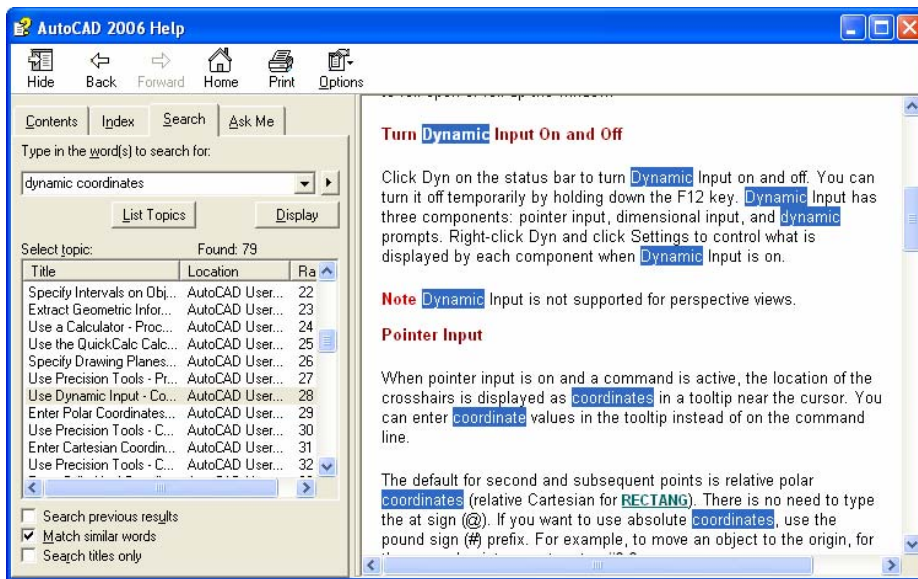 AutoCAD 2006 Help
Hide Back Forward Home Print Options
Contents Index Search Ask Me
Type in the word(s) to search for:
dynamic coordinates
List Topics Display
Select topic: Found: 79
Title Location Ra
Specify Intervals on Obj... AutoCAD User... 22
Extract Geometric Infor... AutoCAD User... 23
Use a Calculator - Proc... AutoCAD User... 24
Use the QuickCalc Calc... AutoCAD User... 25
Specify Drawing Planes... AutoCAD User... 26
Use Precision Tools - Pr... AutoCAD User... 27
Use Dynamic Input - Co... AutoCAD User... 28
Enter Polar Coordinates... AutoCAD User... 29
Use Precision Tools - C... AutoCAD User... 30
Enter Cartesian Coordin... AutoCAD User... 31
Use Precision Tools - C... AutoCAD User... 32
Search previous results
Match similar words
Search titles only
Turn Dynamic Input On and Off
Click Dyn on the status bar to turn Dynamic Input on and off. You can
turn it off temporarily by holding down the F12 key. Dynamic Input has
three components: pointer input, dimensional input, and dynamic
prompts. Right-click Dyn and click Settings to control what is
displayed by each component when Dynamic Input is on.
Note Dynamic Input is not supported for perspective views.
Pointer Input
When pointer input is on and a command is active, the location of the
crosshairs is displayed as coordinates in a tooltip near the cursor. You
can enter coordinate values in the tooltip instead of on the command
line.
The default for second and subsequent points is relative polar
coordinates (relative Cartesian for RECTANG). There is no need to type
the at sign (@). If you want to use absolute coordinates, use the
pound sign (#) prefix. For example, to move an object to the origin, for